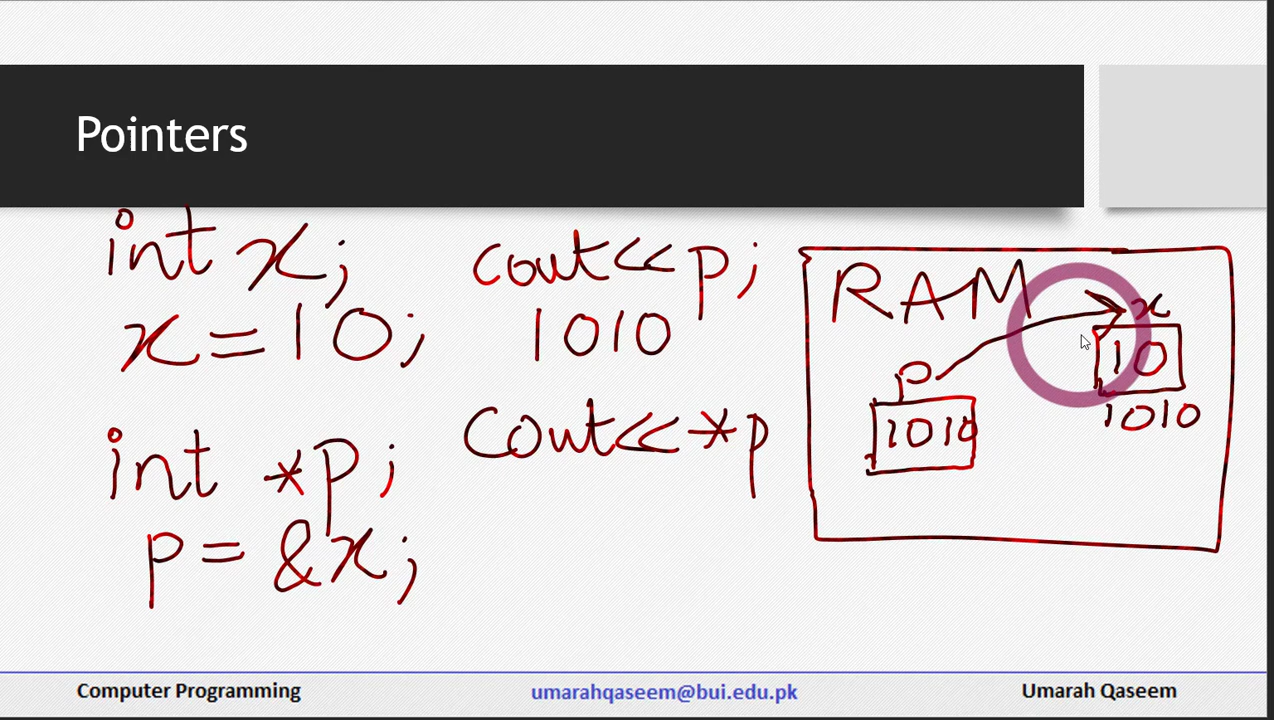 Pointers
int x;
x=10;
int *p;
p=&x;
cout<<p;
1010
cout<<*p
RAM
x
10
1010
p
1010
Computer Programming
umarahqaseem@bui.edu.pk
Umarah Qaseem